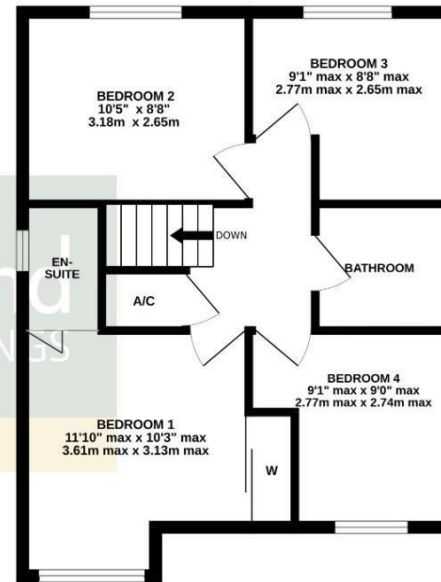 BEDROOM 2
10'5" x 8'8"
3.18m x 2.65m
BEDROOM 3
9'1" max x 8'8" max
2.77m max x 2.65m max
DOWN
EN-
SUITE
A/C
BATHROOM
BEDROOM 1
11'10" max x 10'3" max
3.61m max x 3.13m max
BEDROOM 4
9'1" max x 9'0" max
2.77m max x 2.74m max
W